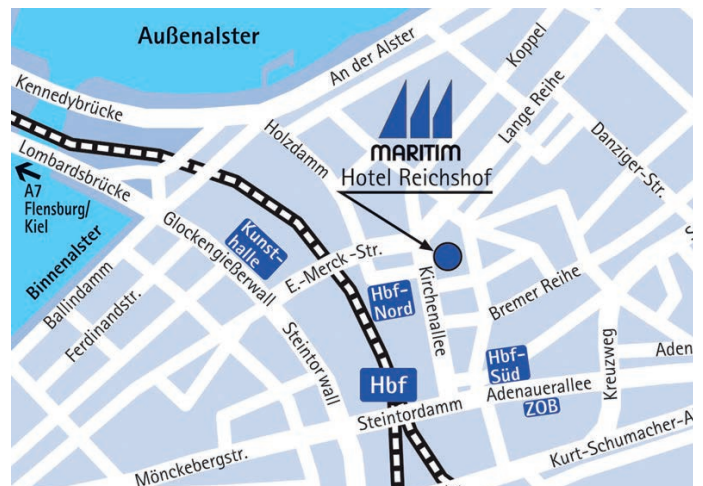 Außenalster
Kennedybrücke
An der Alster
Koppel
Lange Reihe
Danziger-Str.
Holzdamm
MARITIM
Hotel Reichshof
Lombardsbrücke
A7
Flensburg/
Kiel
Binnenalster
Ballindamm
Ferdinandstr.
Glockengießerwall
Kunst-
halle
E.-Merck-Str.
Hbf-
Nord
Kirchenallee
Bremer Reihe
Steintorwall
Hbf
Hbf-
Süd
Kreuzweg
Aden
Adenauerallee
ZOB
Steintordamm
Mönckebergstr.
Kurt-Schumacher-A